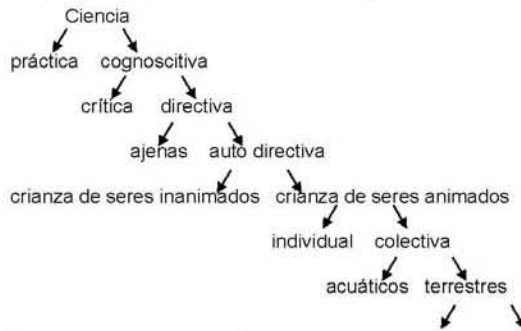 Ciencia
práctica cognoscitiva
crítica directiva
ajenas auto directiva
crianza de seres inanimados crianza de seres animados
individual colectiva
acuáticos terrestres